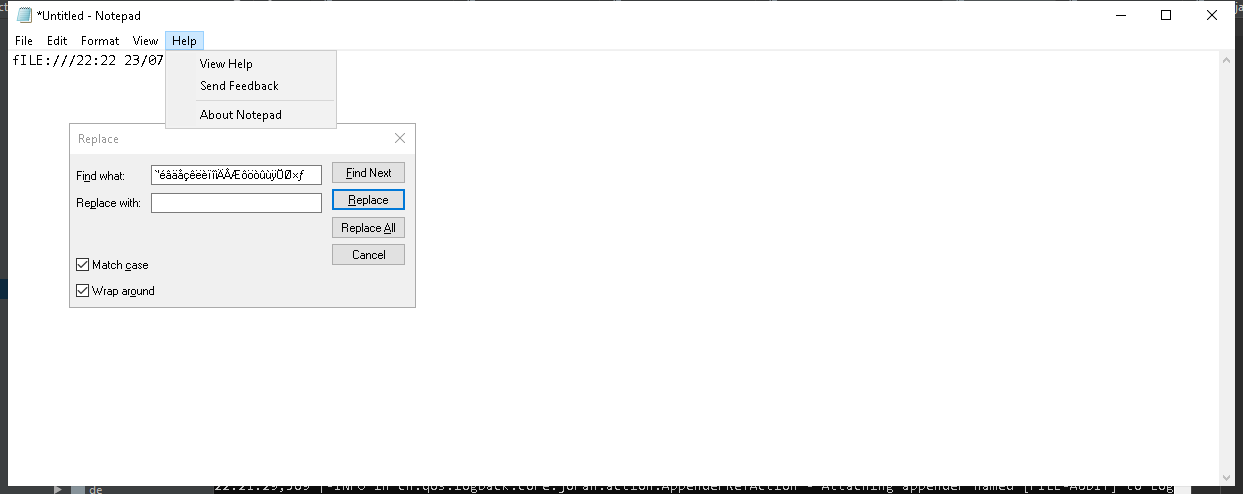 *Untitled - Notepad
File Edit Format View Help
fILE:///22:22 23/07
View Help
Send Feedback
About Notepad
Replace
Find what: `'éâäåçêëèïîìÄÅÆôöòûùÿÜØ×ƒ
Find Next
Replace with:
Replace
Replace All
Cancel
Match case
Wrap around
de
22:21:29,569 |-INFO in ch.qos.logback.core.joran.action.AppenderRefAction - Attaching appender named [FILE-AUDIT] to Log